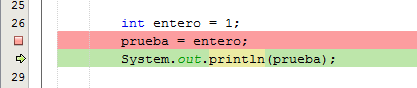 25
26 int entero = 1;
prueba = entero;
System.out.println(prueba);
29